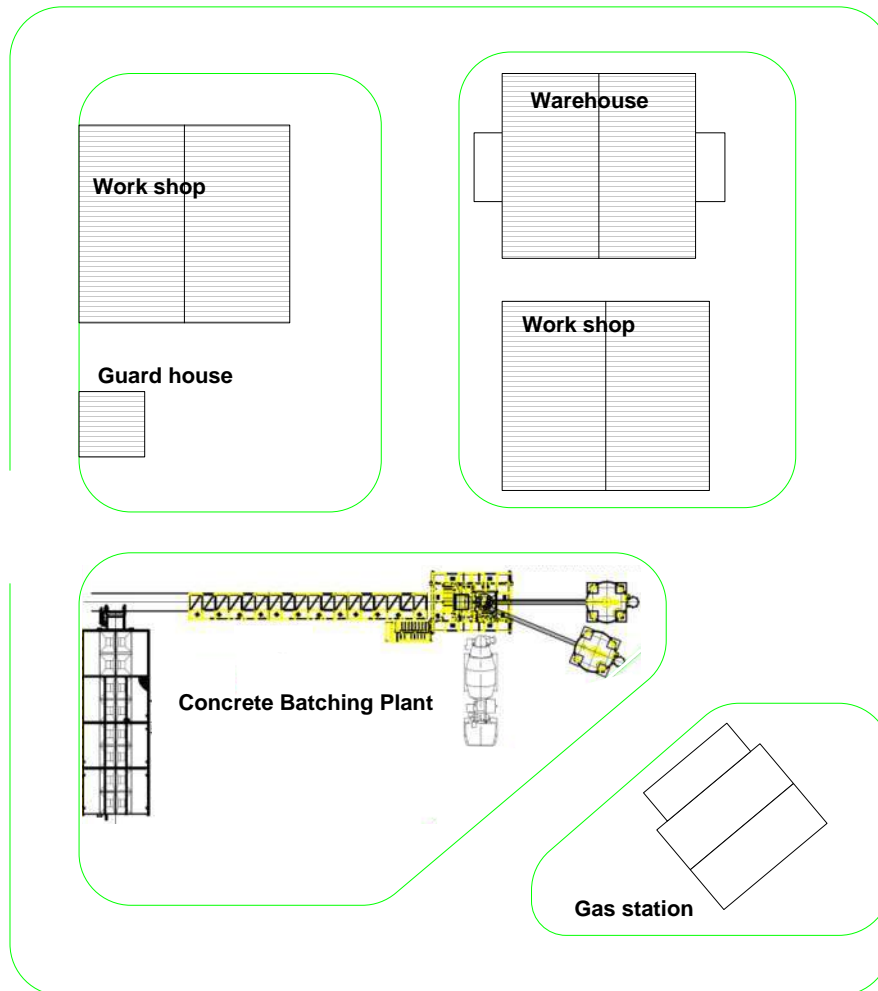 Warehouse
Work shop
Work shop
Guard house
Concrete Batching Plant
Gas station